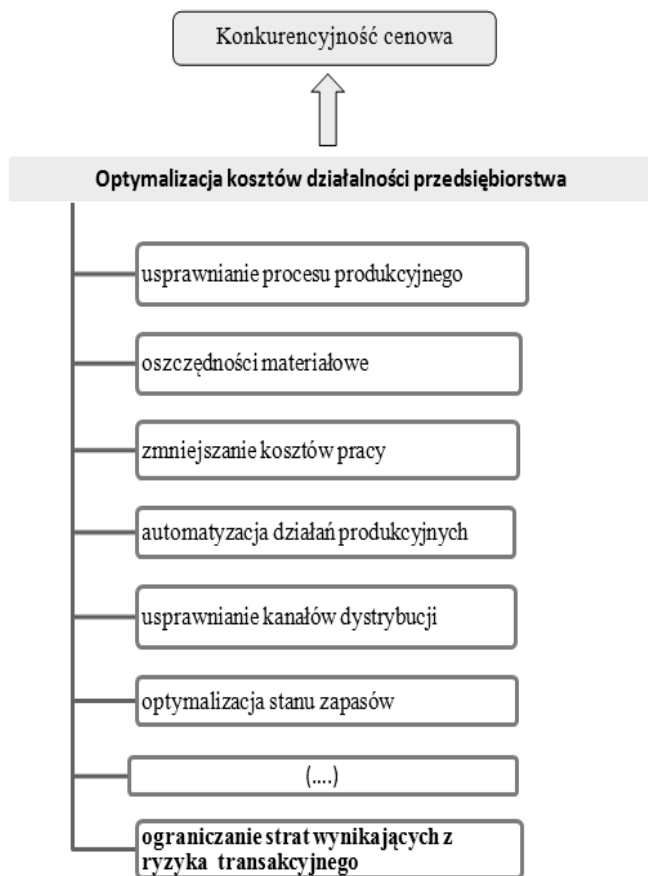 Konkurencyjność cenowa
Optymalizacja kosztów działalności przedsiębiorstwa
usprawnianie procesu produkcyjnego
oszczędności materiałowe
zmniejszanie kosztów pracy
automatyzacja działań produkcyjnych
usprawnianie kanałów dystrybucji
optymalizacja stanu zapasów
(....)
ograniczanie strat wynikających z
ryzyka transakcyjnego